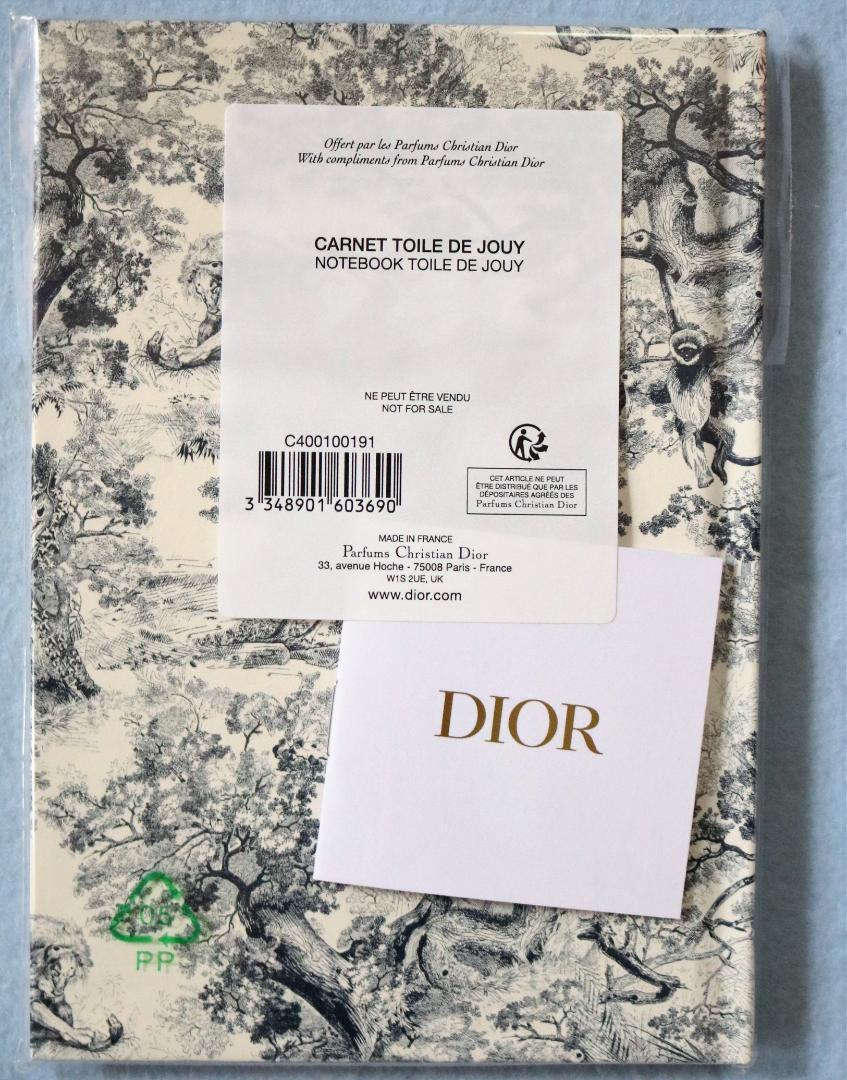 Offert par les Parfums Christian Dior
With compliments from Parfums Christian Dior
CARNET TOILE DE JOUY
NOTEBOOK TOILE DE JOUY
NE PEUT ÊTRE VENDU
NOT FOR SALE
C400100191
3 348901 603690
CET ARTICLE NE PEUT
ÊTRE DISTRIBUÉ QUE PAR LES
DÉPOSITAIRES AGRÉÉS DES
Parfums Christian Dior
MADE IN FRANCE
Parfums Christian Dior
33, avenue Hoche - 75008 Paris - France
W1S 2UE, UK
www.dior.com
DIOR
05
PP